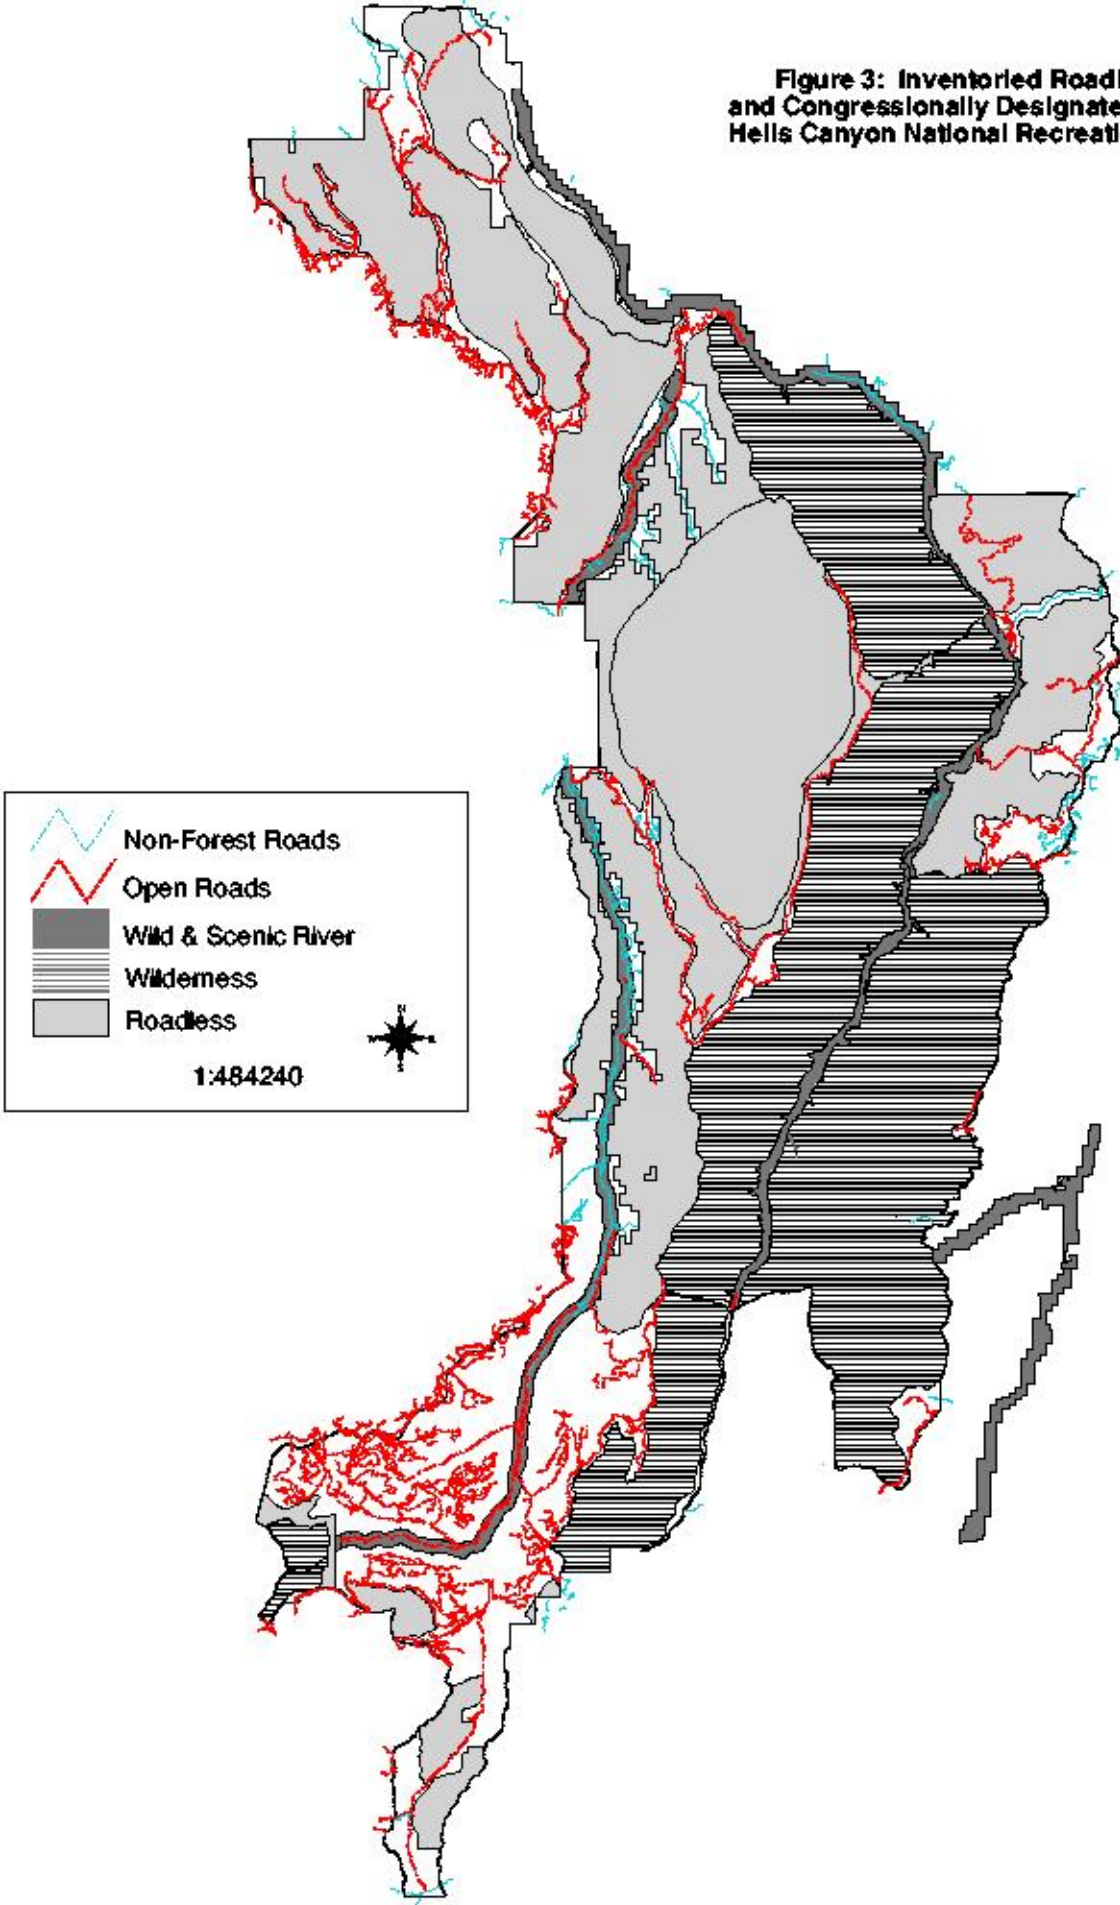 Figure 3: Inventoried Roadl
and Congressionally Designate
Hells Canyon National Recreati
Non-Forest Roads
Open Roads
Wild & Scenic River
Wilderness
Roadless
1:484240